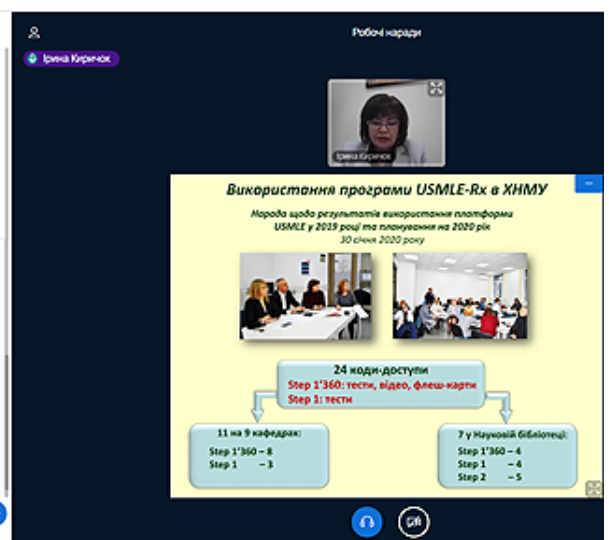 Робочі наради
Ірина Киричок
Ірина Киричок
Використання програми USMLE-Rx в ХНМУ
Нарада щодо результатів використання платформи
USMLE у 2019 році та планування на 2020 рік
30 січня 2020 року
24 коди-доступи
Step 1'360: тести, відео, флеш-карти
Step 1: тести
11 на 9 кафедрах:
Step 1'360 – 8
Step 1 – 3
7 у Науковій бібліотеці:
Step 1'360 – 4
Step 1 – 4
Step 2 – 5